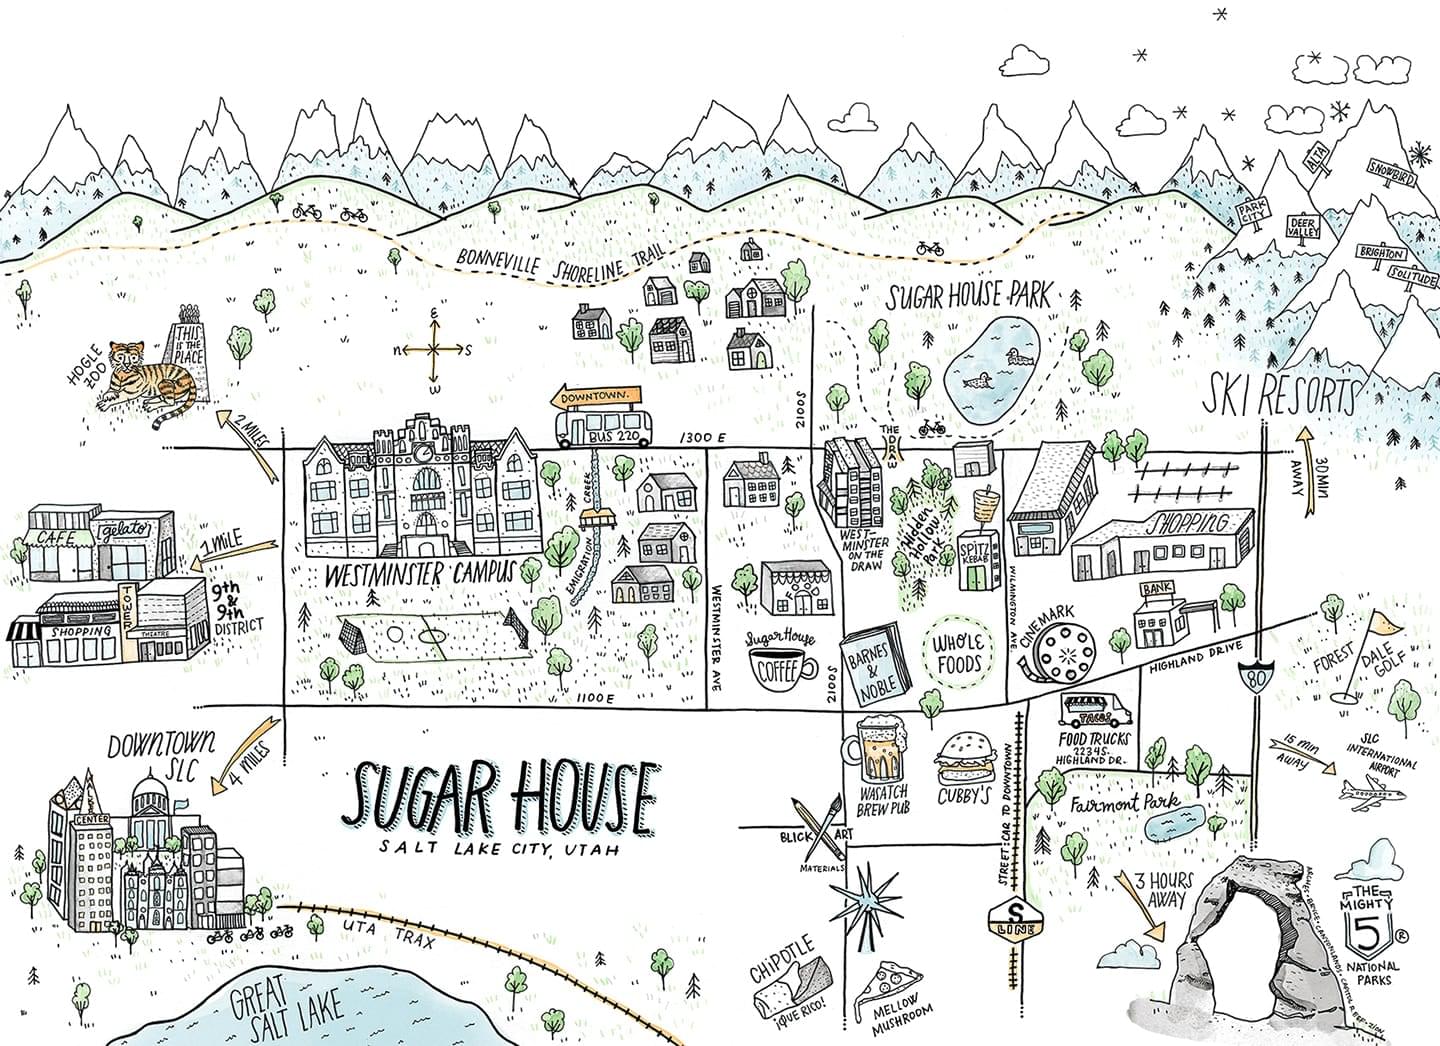 ALTA
SNOWBIRD
PARK
CITY
DEER
VALLEY
BRIGHTON
SOLITUDE
BONNEVILLE SHORELINE TRAIL
SUGAR HOUSE PARK
THIS
IS THE
PLACE
HOGLE
ZOO
E
N S
W
SKI RESORTS
DOWNTOWN.
BUS 220
1300 E
2100 S
2 MILES
THE
DRAW
30 MIN
AWAY
CAFE
gelato
1 MILE
WESTMINSTER CAMPUS
EMIGRATION CREEK
WEST-
MINSTER
ON THE
DRAW
Hidden
Hollow
Park
SPITZ
KEBAB
SHOPPING
9th
&
9th
DISTRICT
TOWER
SHOPPING
THEATRE
FOOD
WESTMINSTER AVE
WILMINGTON AVE.
BANK
CINEMARK
Sugar House
COFFEE
2100 S
BARNES
&
NOBLE
WHOLE
FOODS
HIGHLAND DRIVE
80
FOREST DALE
GOLF
1100 E
TACOS
FOOD TRUCKS
2234 S.
HIGHLAND DR.
DOWNTOWN
SLC
4 MILES
CENTER
SUGAR HOUSE
SALT LAKE CITY, UTAH
WASATCH
BREW PUB
CUBBY'S
STREET CAR TO DOWNTOWN
15 MIN
AWAY
SLC
INTERNATIONAL
AIRPORT
Fairmont Park
BLICK ART
MATERIALS
S
LINE
3 HOURS
AWAY
ARCHES • BRYCE • CANYONLANDS • CAPITOL REEF • ZION
THE
MIGHTY
5 ®
NATIONAL
PARKS
UTA TRAX
GREAT
SALT LAKE
CHIPOTLE
¡QUE RICO!
MELLOW
MUSHROOM